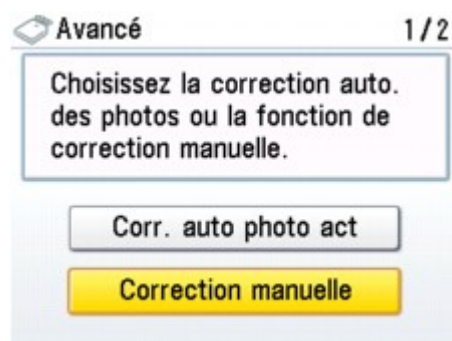 Avancé 1/2
Choisissez la correction auto.
des photos ou la fonction de
correction manuelle.
Corr. auto photo act
Correction manuelle